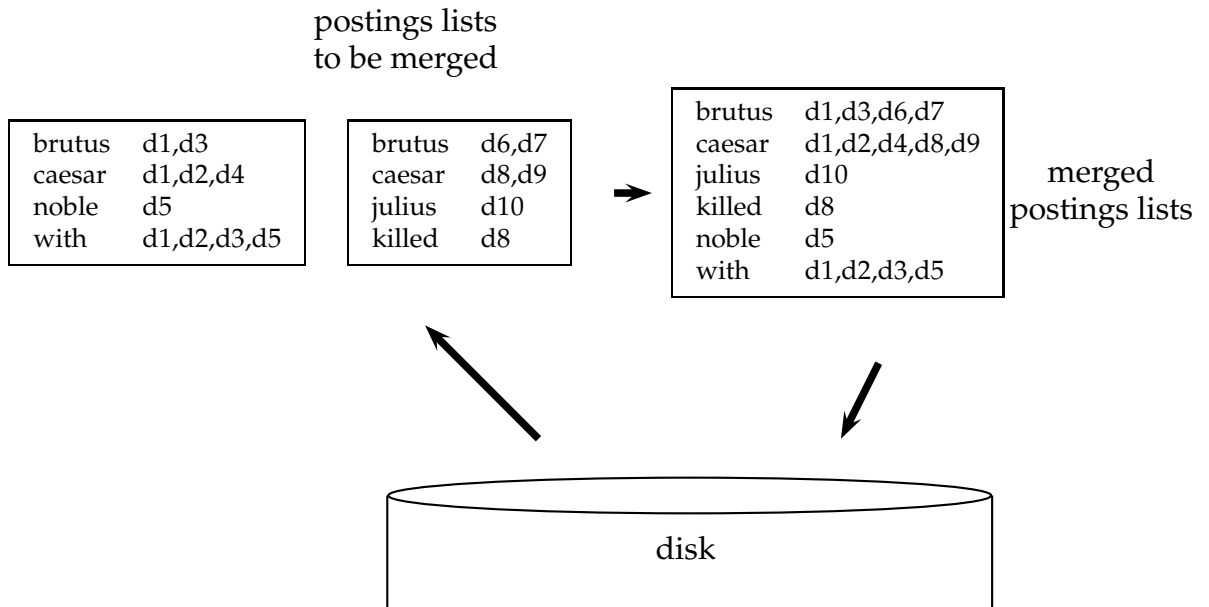 postings lists
to be merged
brutus d1,d3
caesar d1,d2,d4
noble d5
with d1,d2,d3,d5
brutus d6,d7
caesar d8,d9
julius d10
killed d8
brutus d1,d3,d6,d7
caesar d1,d2,d4,d8,d9
julius d10
killed d8
noble d5
with d1,d2,d3,d5
merged
postings lists
disk